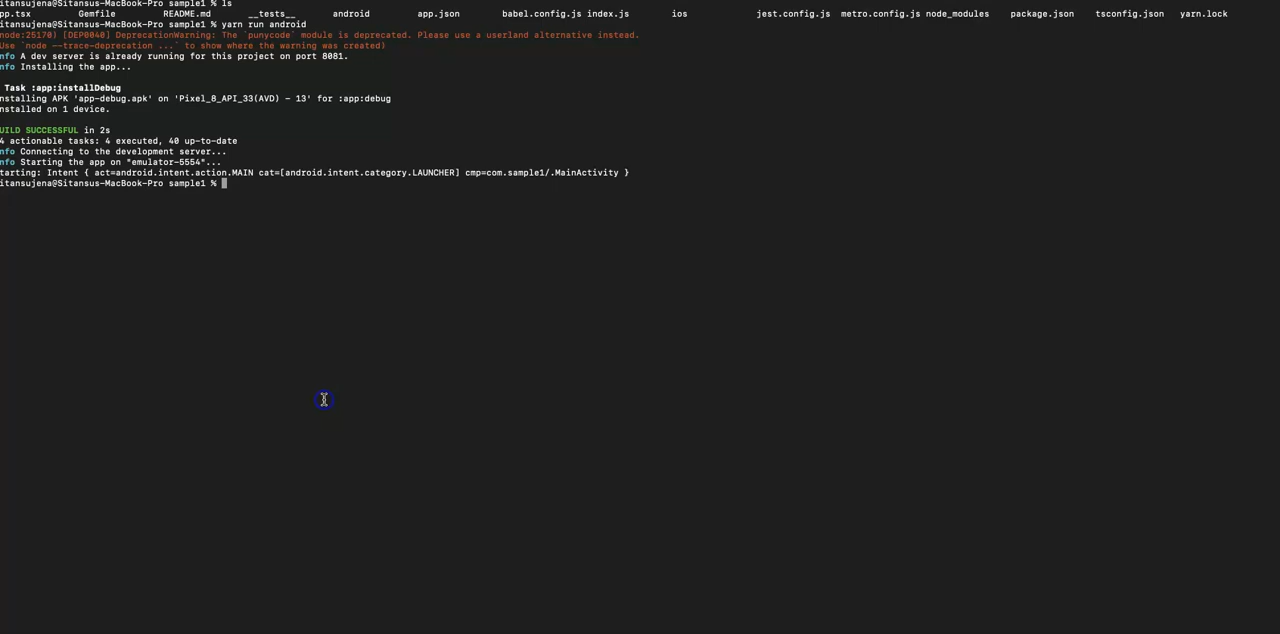 itansujena@Sitansus-MacBook-Pro sample1 % ls
pp.tsx Gemfile README.md __tests__ android app.json babel.config.js index.js ios jest.config.js metro.config.js node_modules package.json tsconfig.json yarn.lock
itansujena@Sitansus-MacBook-Pro sample1 % yarn run android
node:25170) [DEP0040] DeprecationWarning: The `punycode` module is deprecated. Please use a userland alternative instead.
Use `node --trace-deprecation ...` to show where the warning was created)
nfo A dev server is already running for this project on port 8081.
nfo Installing the app...
Task :app:installDebug
nstalling APK 'app-debug.apk' on 'Pixel_8_API_33(AVD) - 13' for :app:debug
nstalled on 1 device.
UILD SUCCESSFUL in 2s
4 actionable tasks: 4 executed, 40 up-to-date
nfo Connecting to the development server...
nfo Starting the app on "emulator-5554"...
tarting: Intent { act=android.intent.action.MAIN cat=[android.intent.category.LAUNCHER] cmp=com.sample1/.MainActivity }
itansujena@Sitansus-MacBook-Pro sample1 %